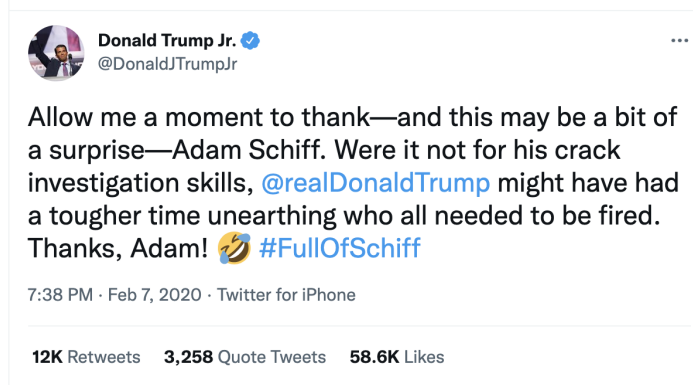 Donald Trump Jr.
@DonaldJTrumpJr
Allow me a moment to thank—and this may be a bit of
a surprise—Adam Schiff. Were it not for his crack
investigation skills, @realDonaldTrump might have had
a tougher time unearthing who all needed to be fired.
Thanks, Adam! 🤣 #FullOfSchiff
7:38 PM · Feb 7, 2020 · Twitter for iPhone
12K Retweets 3,258 Quote Tweets 58.6K Likes